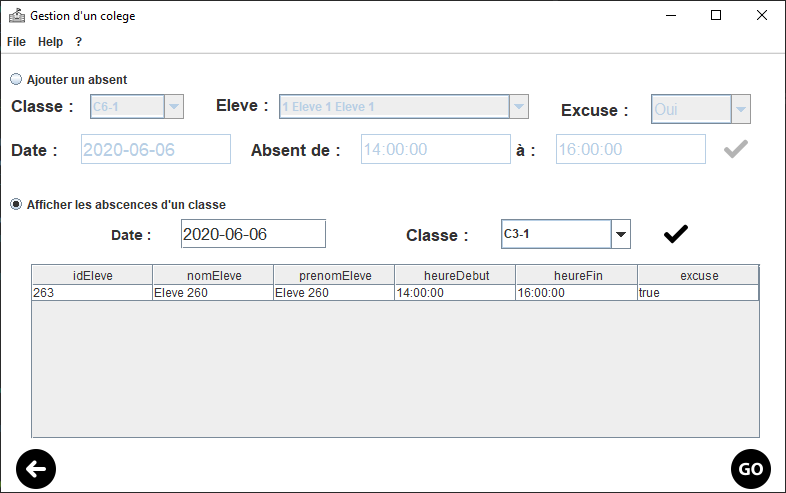 Gestion d'un colege
File Help ?
Ajouter un absent
Classe : C6-1 Eleve : 1 Eleve 1 Eleve 1 Excuse : Oui
Date : 2020-06-06 Absent de : 14:00:00 à : 16:00:00
Afficher les abscences d'un classe
Date : 2020-06-06 Classe : C3-1
idEleve nomEleve prenomEleve heureDebut heureFin excuse
263 Eleve 260 Eleve 260 14:00:00 16:00:00 true
GO